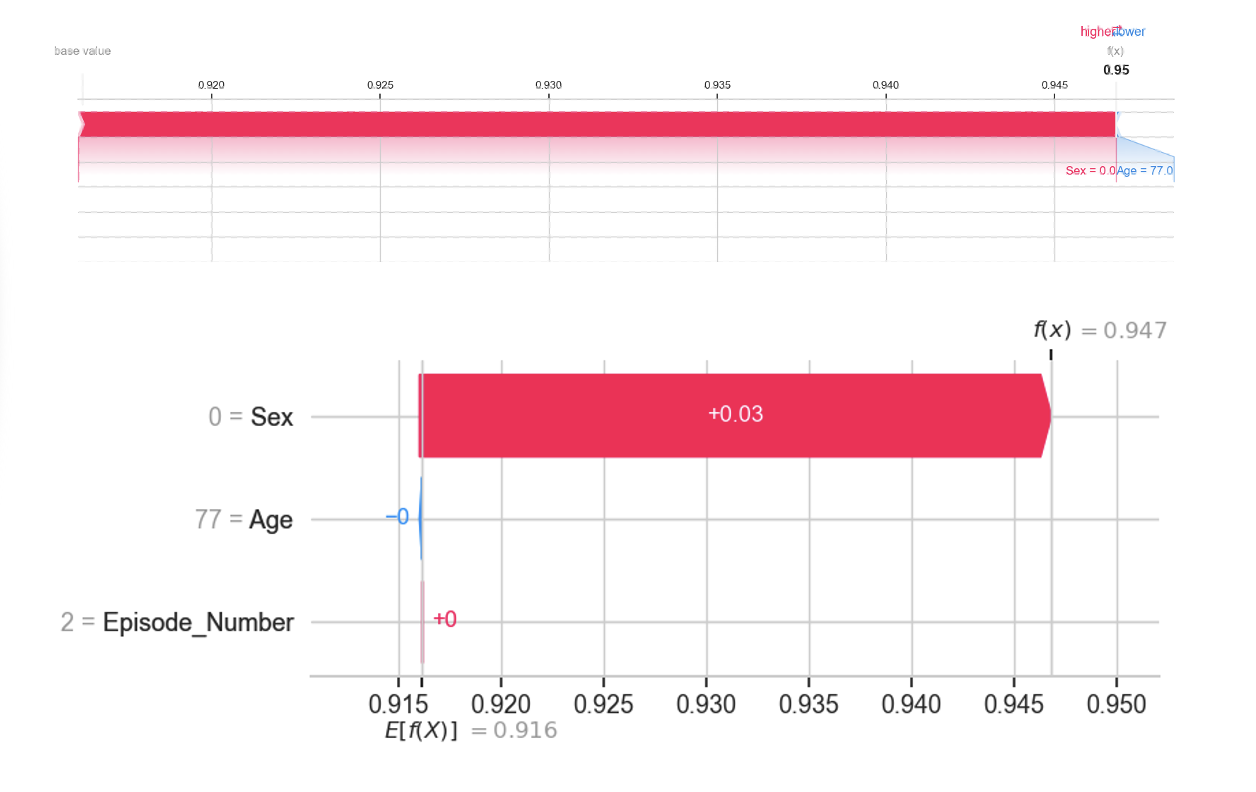 higher lower
base value f(x)
0.95
0.920 0.925 0.930 0.935 0.940 0.945
Sex = 0.0 Age = 77.0
f(x) = 0.947
0 = Sex +0.03
77 = Age −0
2 = Episode_Number +0
0.915 0.920 0.925 0.930 0.935 0.940 0.945 0.950
E[f(X)] = 0.916